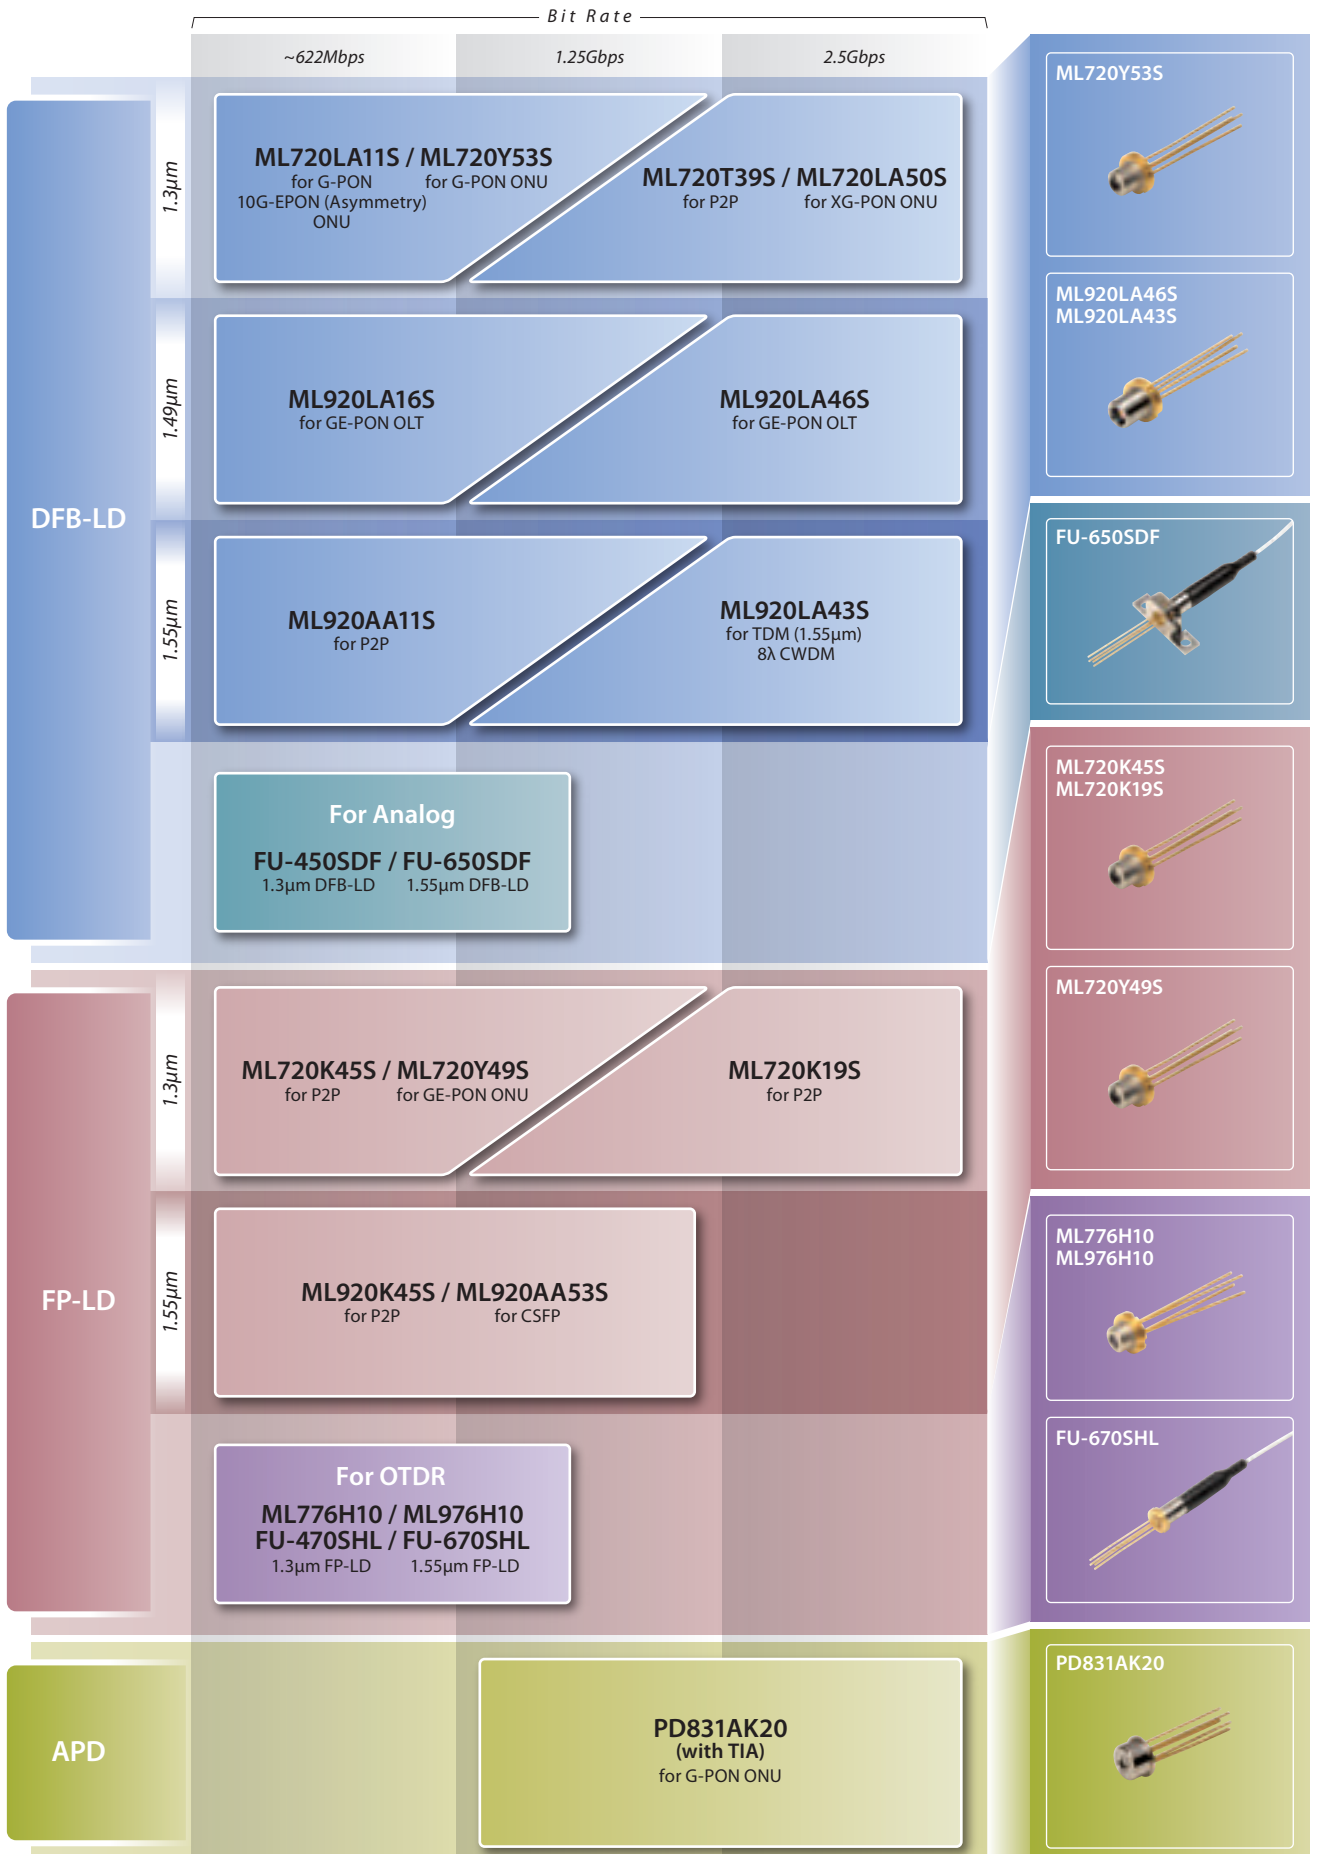 Bit Rate
~622Mbps
1.25Gbps
2.5Gbps
DFB-LD
1.3μm
ML720LA11S / ML720Y53S
for G-PON for G-PON ONU
10G-EPON (Asymmetry)
ONU
ML720T39S / ML720LA50S
for P2P for XG-PON ONU
1.49μm
ML920LA16S
for GE-PON OLT
ML920LA46S
for GE-PON OLT
1.55μm
ML920AA11S
for P2P
ML920LA43S
for TDM (1.55μm)
8λ CWDM
For Analog
FU-450SDF / FU-650SDF
1.3μm DFB-LD 1.55μm DFB-LD
FP-LD
1.3μm
ML720K45S / ML720Y49S
for P2P for GE-PON ONU
ML720K19S
for P2P
1.55μm
ML920K45S / ML920AA53S
for P2P for CSFP
For OTDR
ML776H10 / ML976H10
FU-470SHL / FU-670SHL
1.3μm FP-LD 1.55μm FP-LD
APD
PD831AK20
(with TIA)
for G-PON ONU
ML720Y53S
ML920LA46S
ML920LA43S
FU-650SDF
ML720K45S
ML720K19S
ML720Y49S
ML776H10
ML976H10
FU-670SHL
PD831AK20